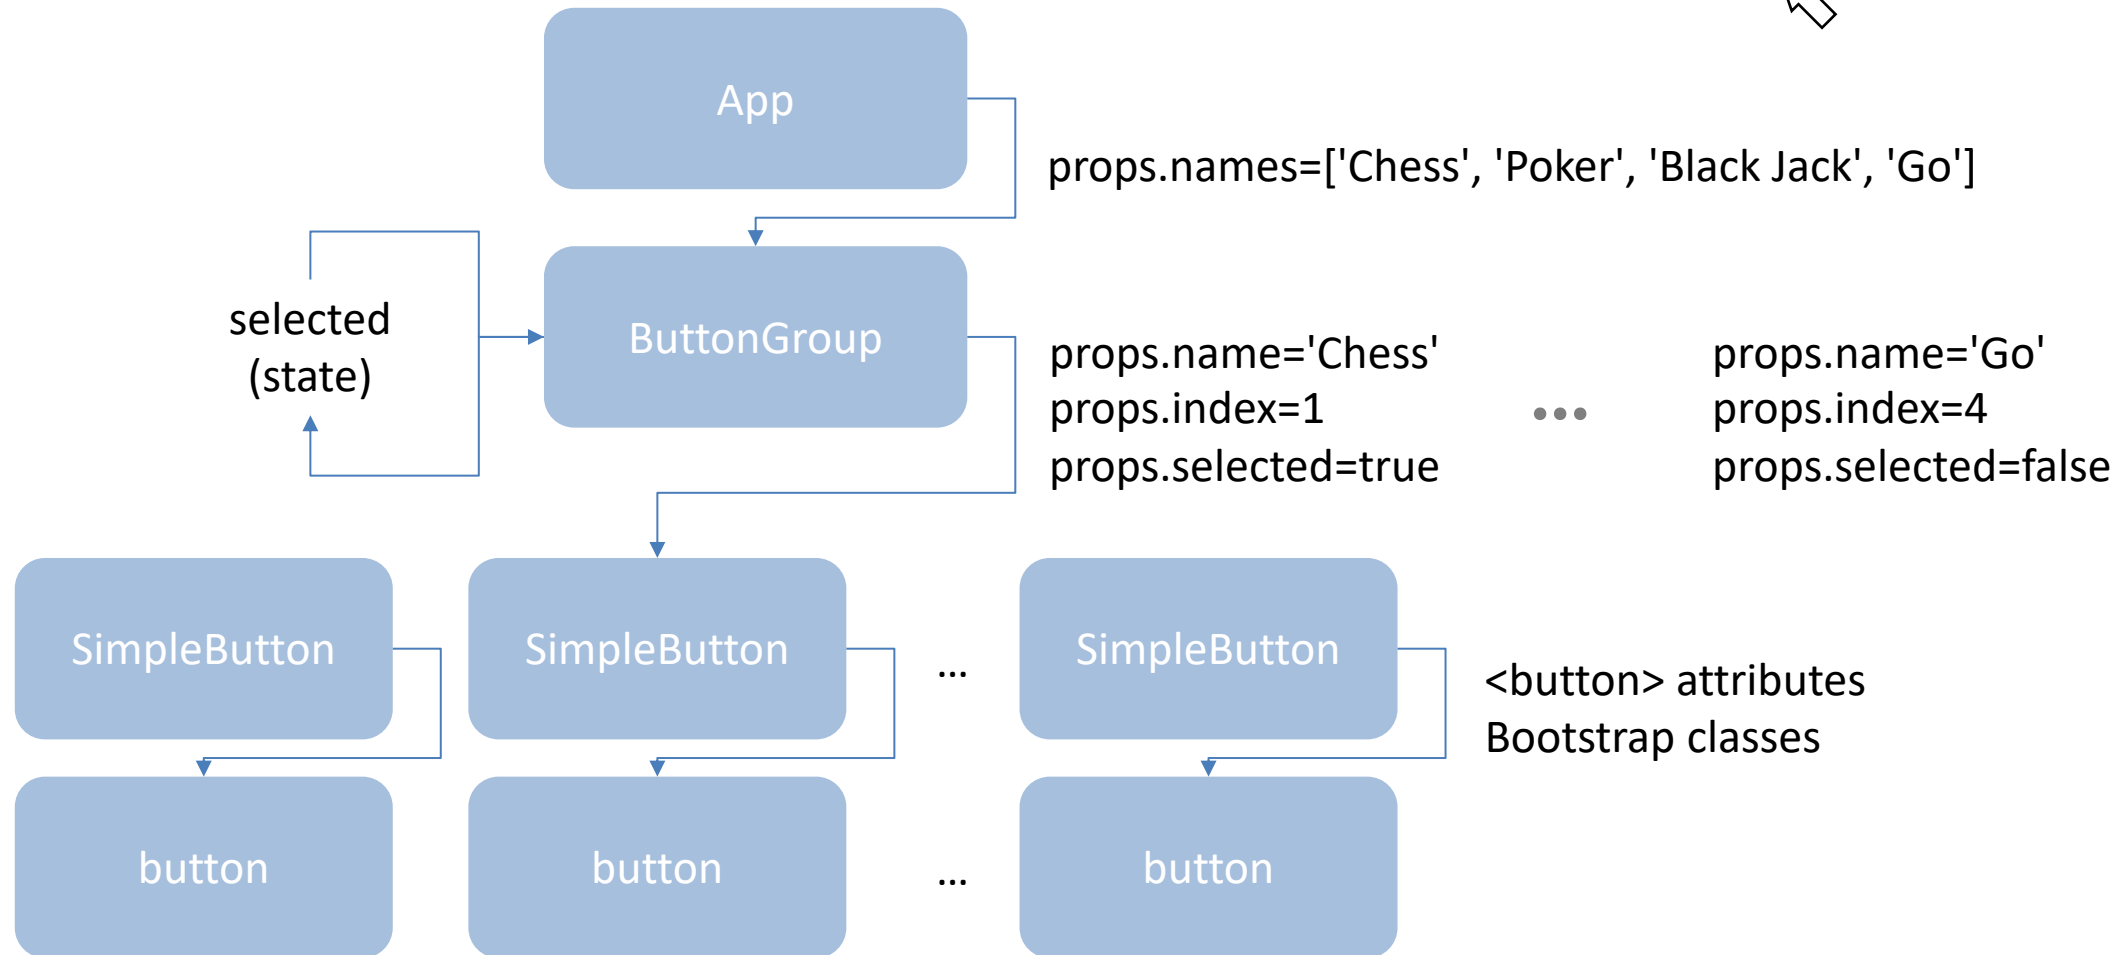 App
props.names=['Chess', 'Poker', 'Black Jack', 'Go']
selected
(state)
ButtonGroup
props.name='Chess'
props.index=1
props.selected=true
...
props.name='Go'
props.index=4
props.selected=false
SimpleButton
SimpleButton
...
SimpleButton
<button> attributes
Bootstrap classes
button
button
...
button